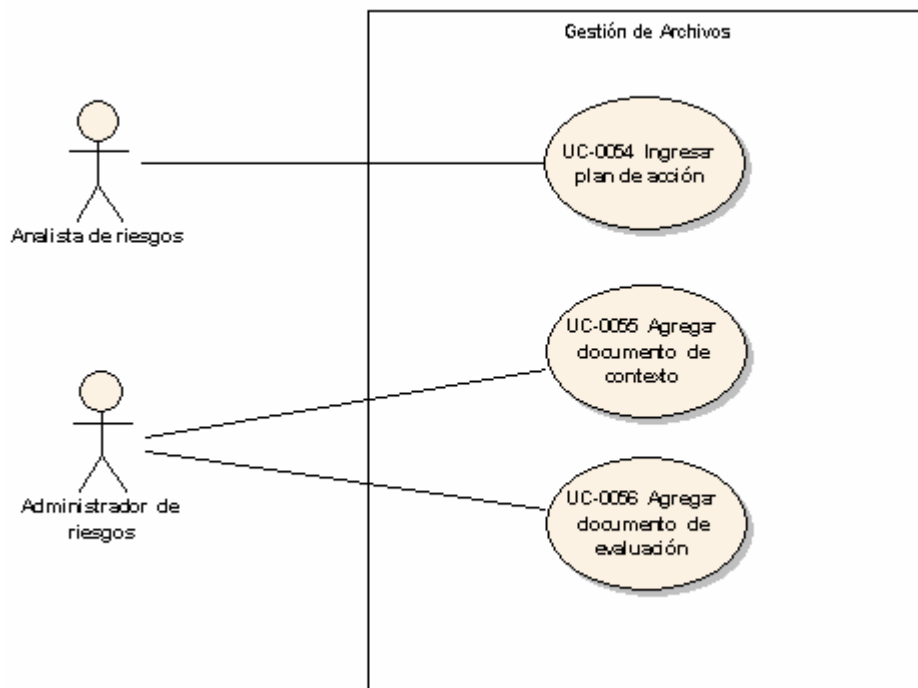 Gestión de Archivos
UC-0054 Ingresar
plan de acción
Analista de riesgos
UC-0055 Agregar
documento de
contexto
Administrador de
riesgos
UC-0056 Agregar
documento de
evaluación